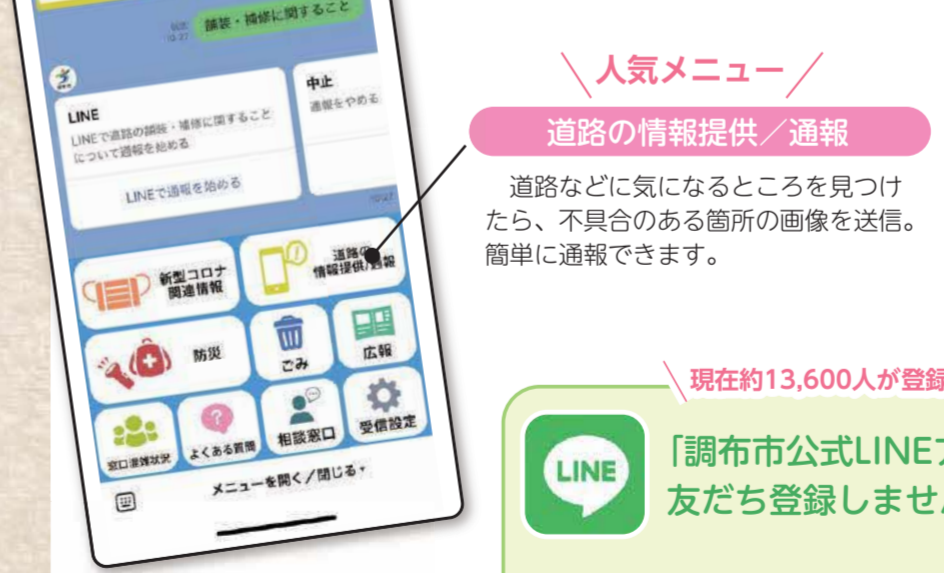 舗装・補修に関すること
LINE
LINEで道路の舗装・補修に関すること
について通報を始める
LINEで通報を始める
中止
通報をやめる
新型コロナ
関連情報
道路の
情報提供/通報
防災
ごみ
広報
窓口混雑状況
よくある質問
相談窓口
受信設定
メニューを開く/閉じる
人気メニュー
道路の情報提供/通報
道路などに気になるところを見つけ
たら、不具合のある箇所の画像を送信。
簡単に通報できます。
現在約13,600人が登録
LINE
「調布市公式LINE
友だち登録しませ